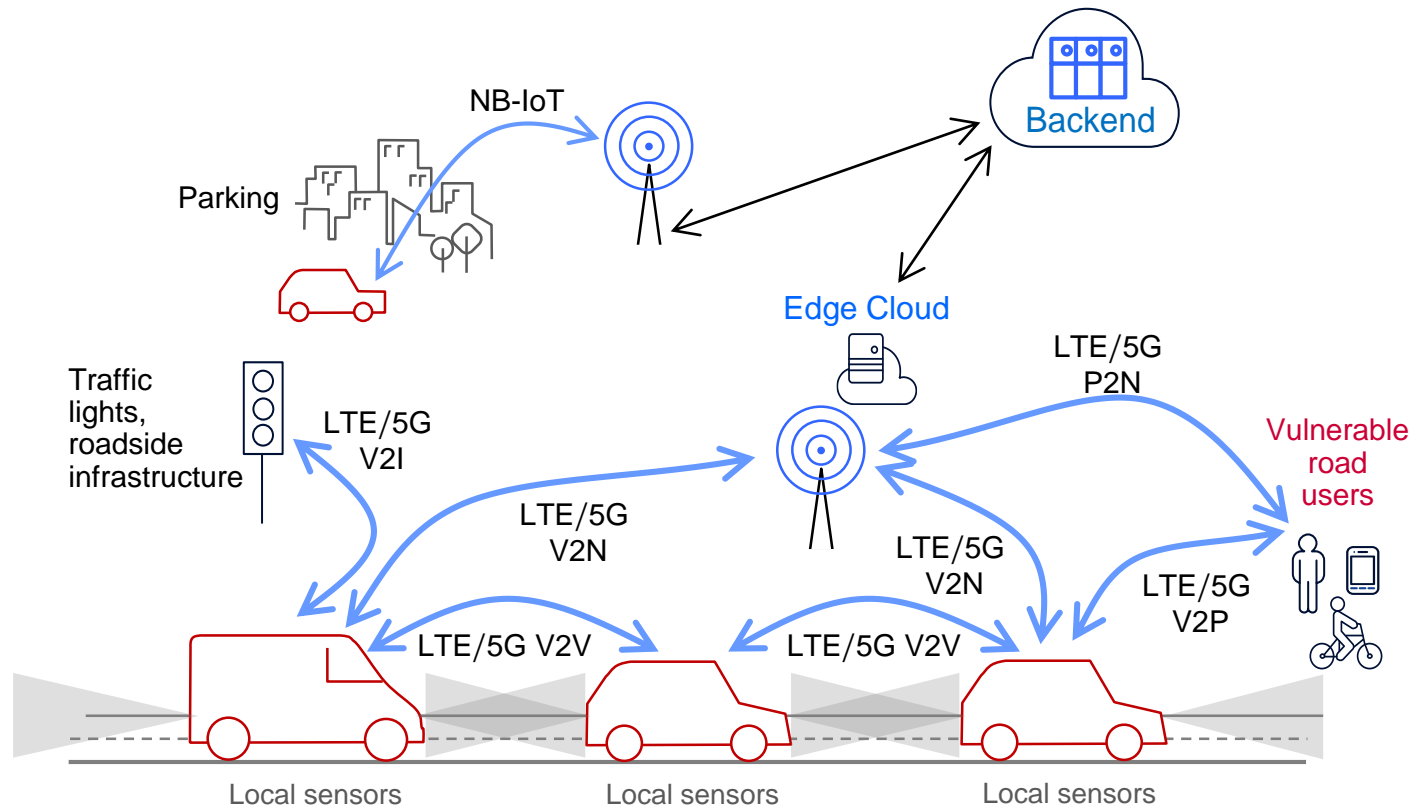 NB-IoT
Backend
Parking
Edge Cloud
LTE/5G
P2N
Traffic
lights,
roadside
infrastructure
LTE/5G
V2I
Vulnerable
road
users
LTE/5G
V2N
LTE/5G
V2N
LTE/5G
V2P
LTE/5G V2V
LTE/5G V2V
Local sensors
Local sensors
Local sensors